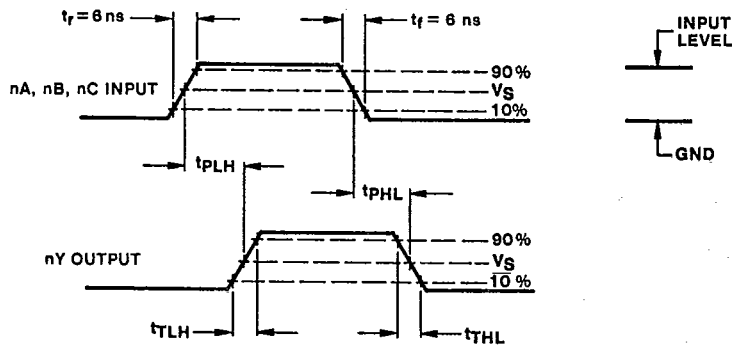 tr = 6 ns
tf = 6 ns
INPUT
LEVEL
90%
nA, nB, nC INPUT
VS
10%
GND
tPLH
tPHL
90%
nY OUTPUT
VS
10%
tTLH
tTHL